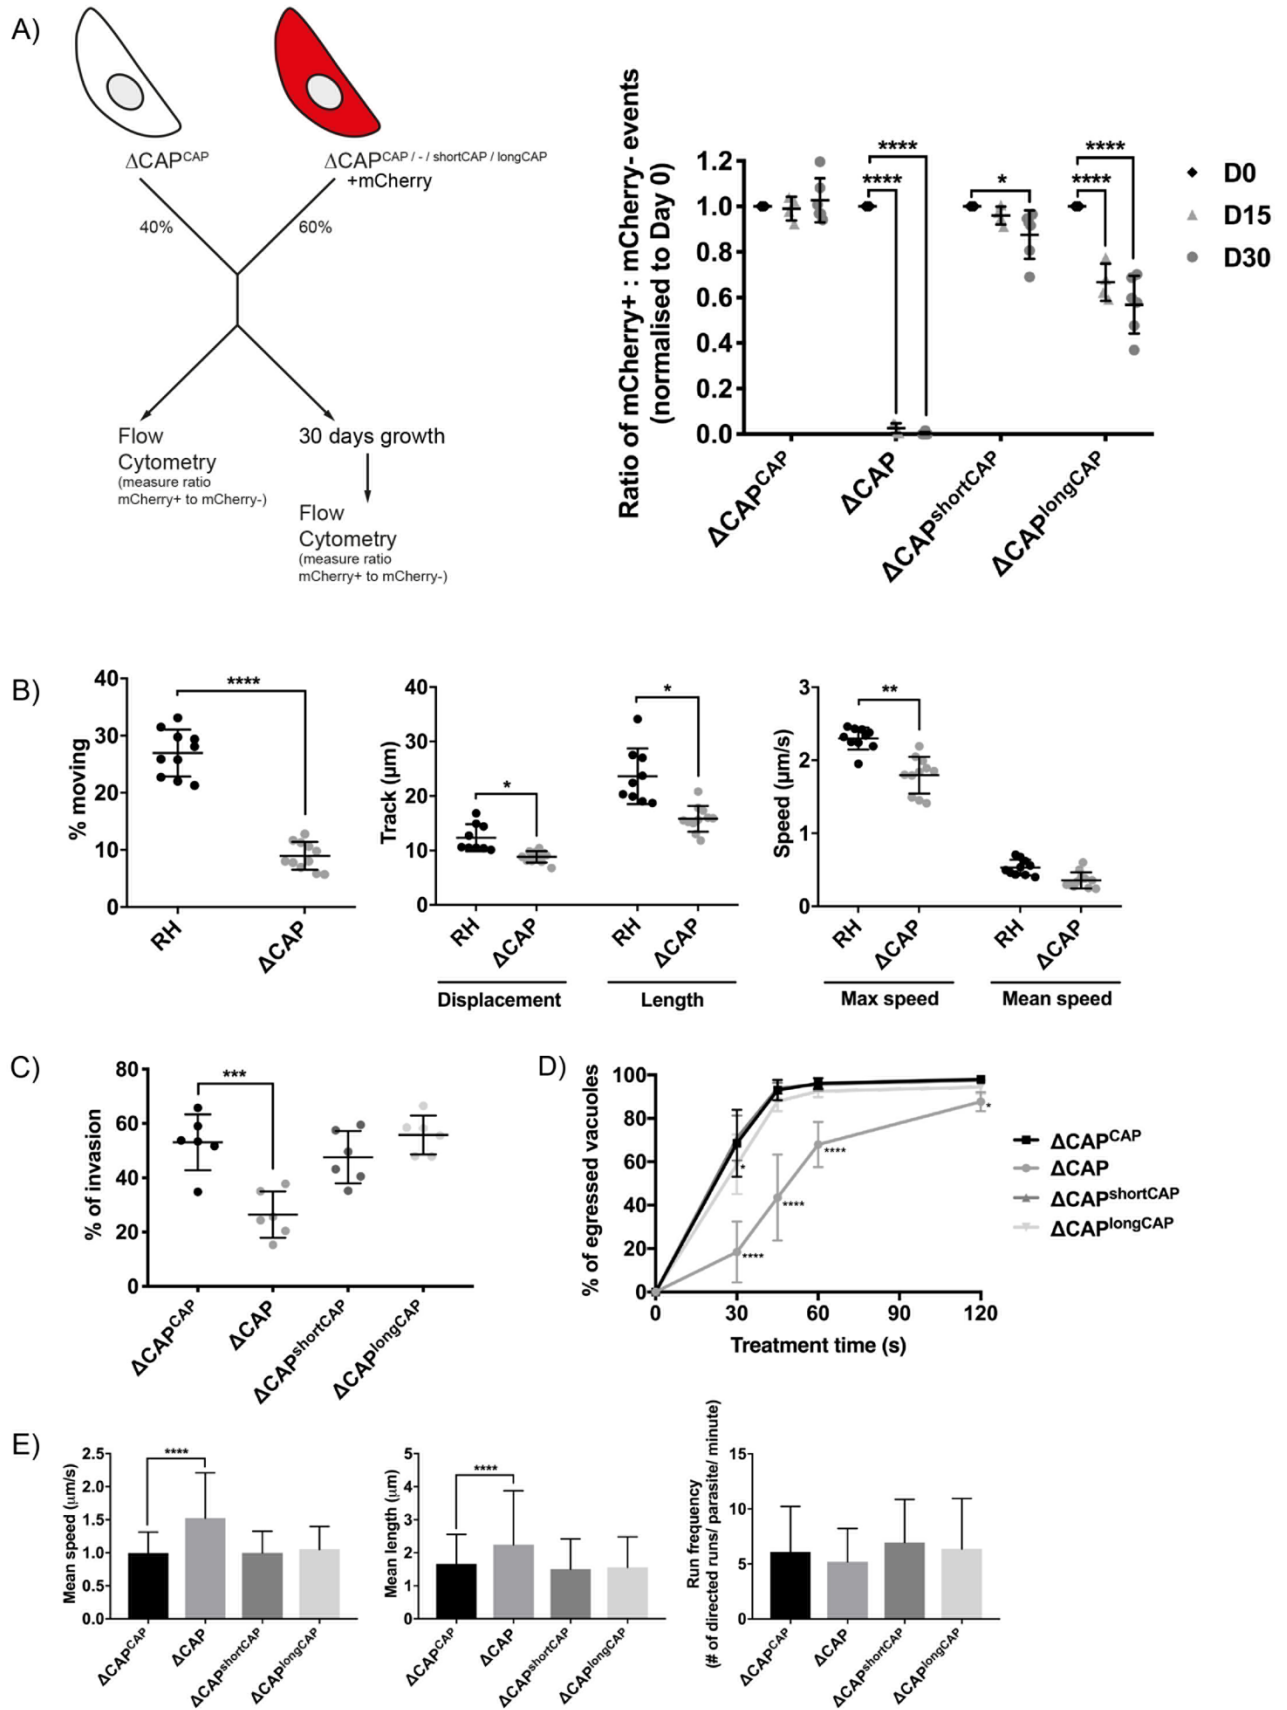 A)
ΔCAP^CAP
ΔCAP^CAP / - / shortCAP / longCAP
+mCherry
40%
60%
Flow
Cytometry
(measure ratio
mCherry+ to mCherry-)
30 days growth
Flow
Cytometry
(measure ratio
mCherry+ to mCherry-)
Ratio of mCherry+ : mCherry- events
(normalised to Day 0)
1.2
1.0
0.8
0.6
0.4
0.2
0.0
****
****
*
****
****
ΔCAP^CAP
ΔCAP
ΔCAP^shortCAP
ΔCAP^longCAP
D0
D15
D30
B)
% moving
40
30
20
10
0
****
RH
ΔCAP
Track (μm)
40
30
20
10
0
*
*
RH
ΔCAP
RH
ΔCAP
Displacement
Length
Speed (μm/s)
3
2
1
0
**
RH
ΔCAP
RH
ΔCAP
Max speed
Mean speed
C)
% of invasion
80
60
40
20
0
***
ΔCAP^CAP
ΔCAP
ΔCAP^shortCAP
ΔCAP^longCAP
D)
% of egressed vacuoles
100
80
60
40
20
0
*
****
****
****
*
0
30
60
90
120
Treatment time (s)
ΔCAP^CAP
ΔCAP
ΔCAP^shortCAP
ΔCAP^longCAP
E)
Mean speed (μm/s)
2.5
2.0
1.5
1.0
0.5
0.0
****
ΔCAP^CAP
ΔCAP
ΔCAP^shortCAP
ΔCAP^longCAP
Mean length (μm)
5
4
3
2
1
0
****
ΔCAP^CAP
ΔCAP
ΔCAP^shortCAP
ΔCAP^longCAP
Run frequency
(# of directed runs/ parasite/ minute)
15
10
5
0
ΔCAP^CAP
ΔCAP
ΔCAP^shortCAP
ΔCAP^longCAP